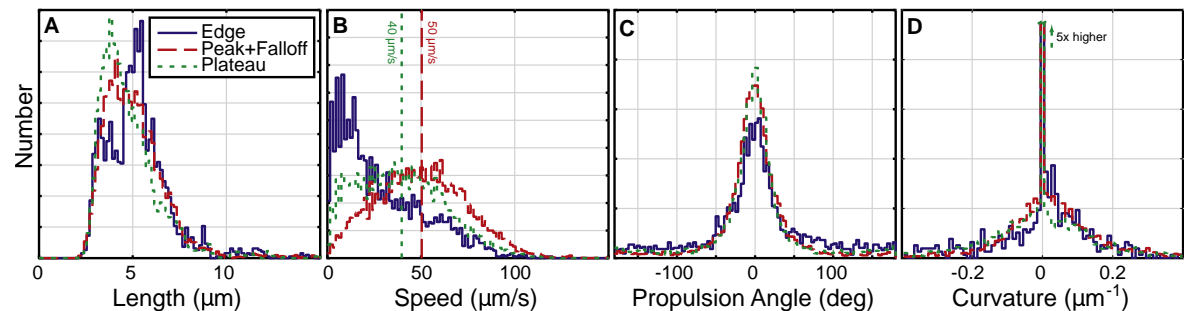 A
Edge
Peak+Falloff
Plateau
B
40 µm/s
50 µm/s
C
D
5x higher
Number
0
5
10
0
50
100
-100
0
100
-0.2
0
0.2
Length (µm)
Speed (µm/s)
Propulsion Angle (deg)
Curvature (µm⁻¹)